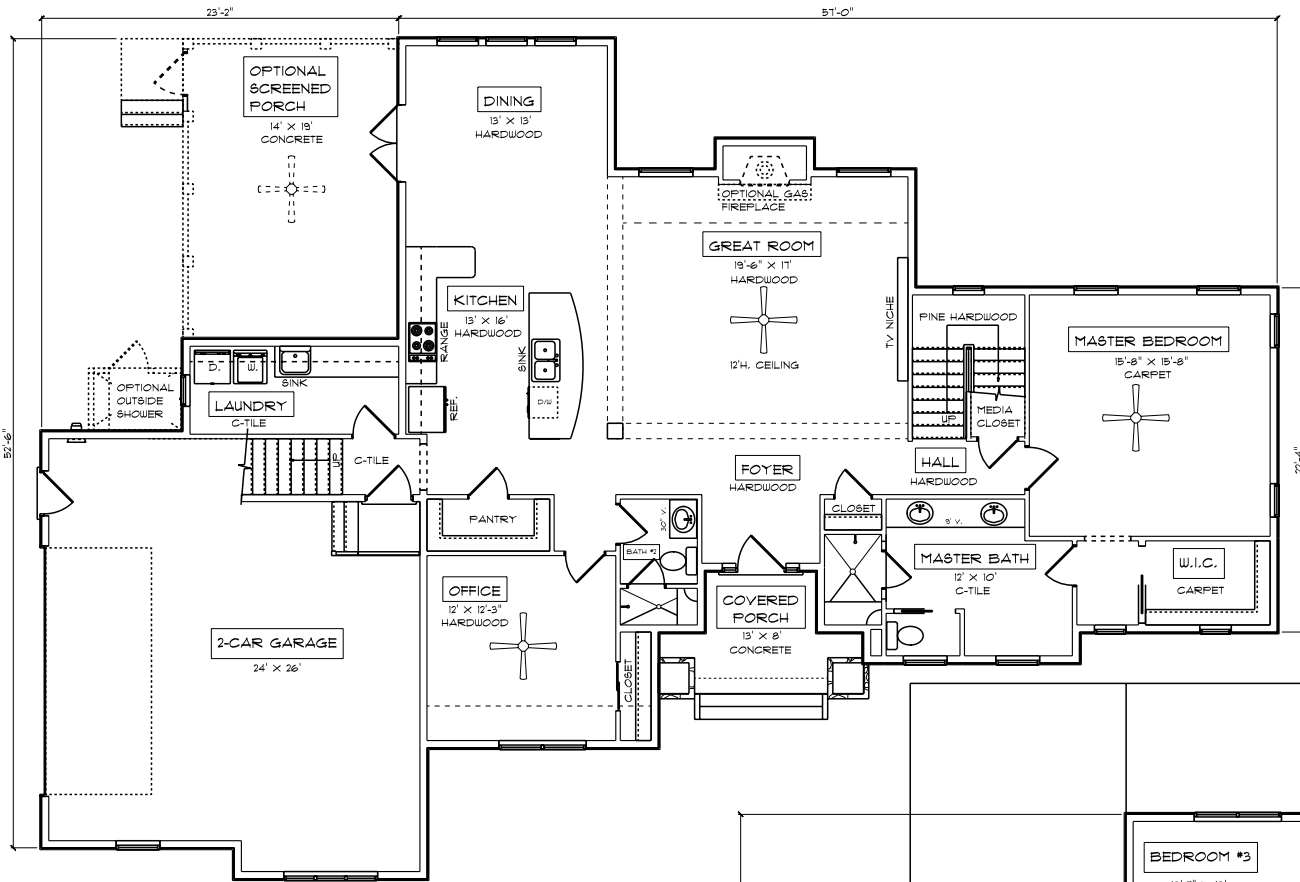 23'-2"
57'-0"
OPTIONAL
SCREENED
PORCH
14' X 19'
CONCRETE
DINING
13' X 13'
HARDWOOD
OPTIONAL GAS
FIREPLACE
GREAT ROOM
19'-6" X 17'
HARDWOOD
12'H. CEILING
TV NICHE
KITCHEN
13' X 16'
HARDWOOD
RANGE
SINK
D/W
REF.
PINE HARDWOOD
UP
MEDIA
CLOSET
MASTER BEDROOM
15'-8" X 15'-8"
CARPET
D.
W.
SINK
OPTIONAL
OUTSIDE
SHOWER
LAUNDRY
C-TILE
52'-6"
22'-4"
UP
C-TILE
FOYER
HARDWOOD
HALL
HARDWOOD
PANTRY
30" V.
BATH #2
CLOSET
9' V.
MASTER BATH
12' X 10'
C-TILE
W.I.C.
CARPET
OFFICE
12' X 12'-3"
HARDWOOD
CLOSET
COVERED
PORCH
13' X 8'
CONCRETE
2-CAR GARAGE
24' X 26'
BEDROOM #3